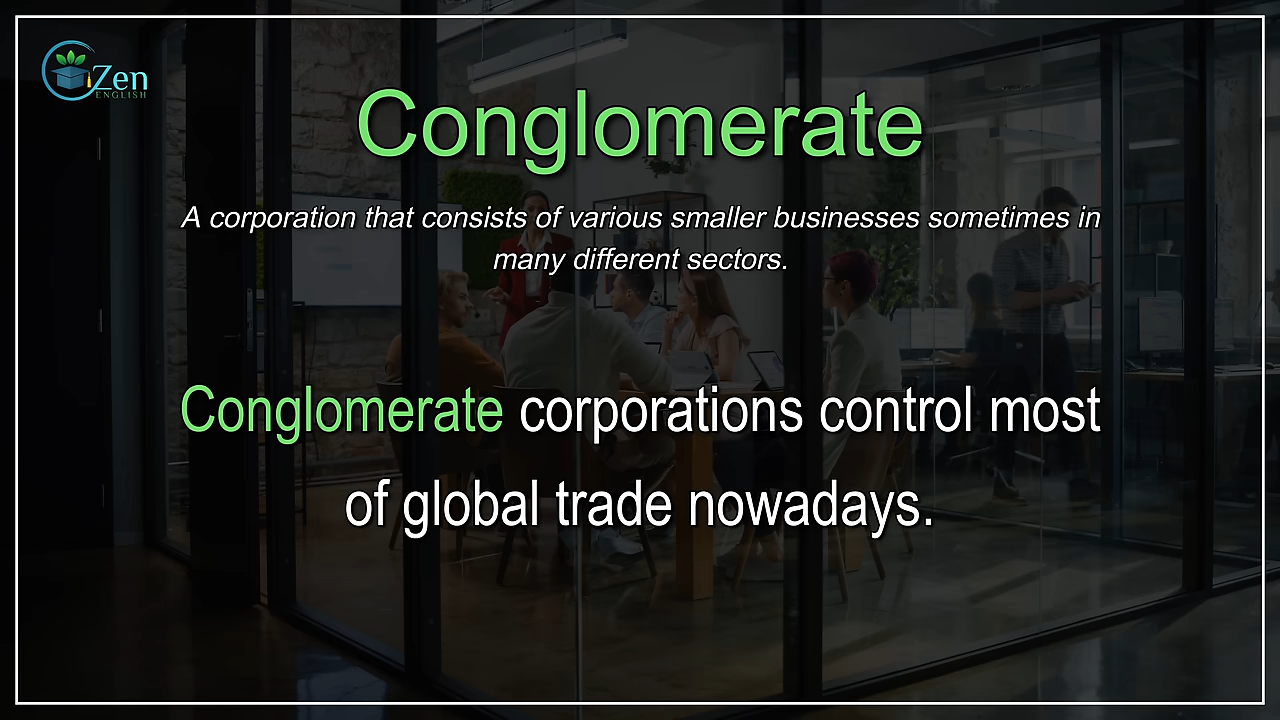 Zen
ENGLISH
Conglomerate
A corporation that consists of various smaller businesses sometimes in
many different sectors.
Conglomerate corporations control most
of global trade nowadays.